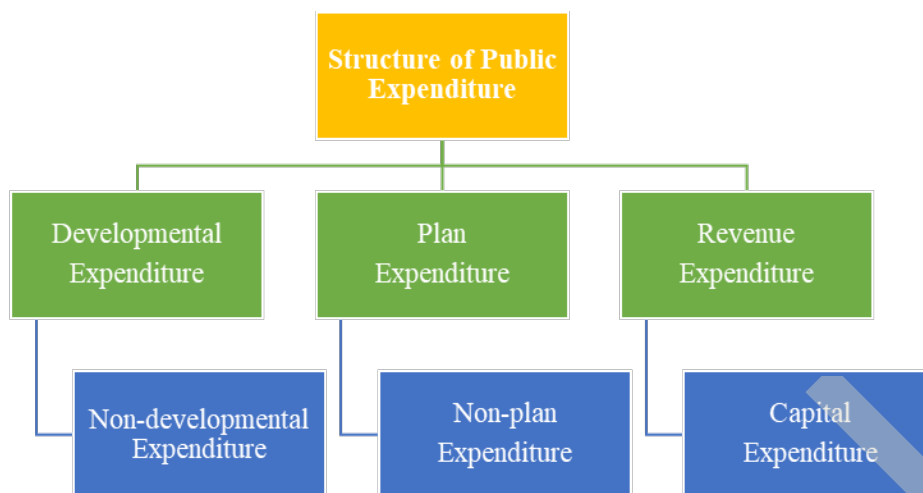 Structure of Public
Expenditure
Developmental
Expenditure
Plan
Expenditure
Revenue
Expenditure
Non-developmental
Expenditure
Non-plan
Expenditure
Capital
Expenditure